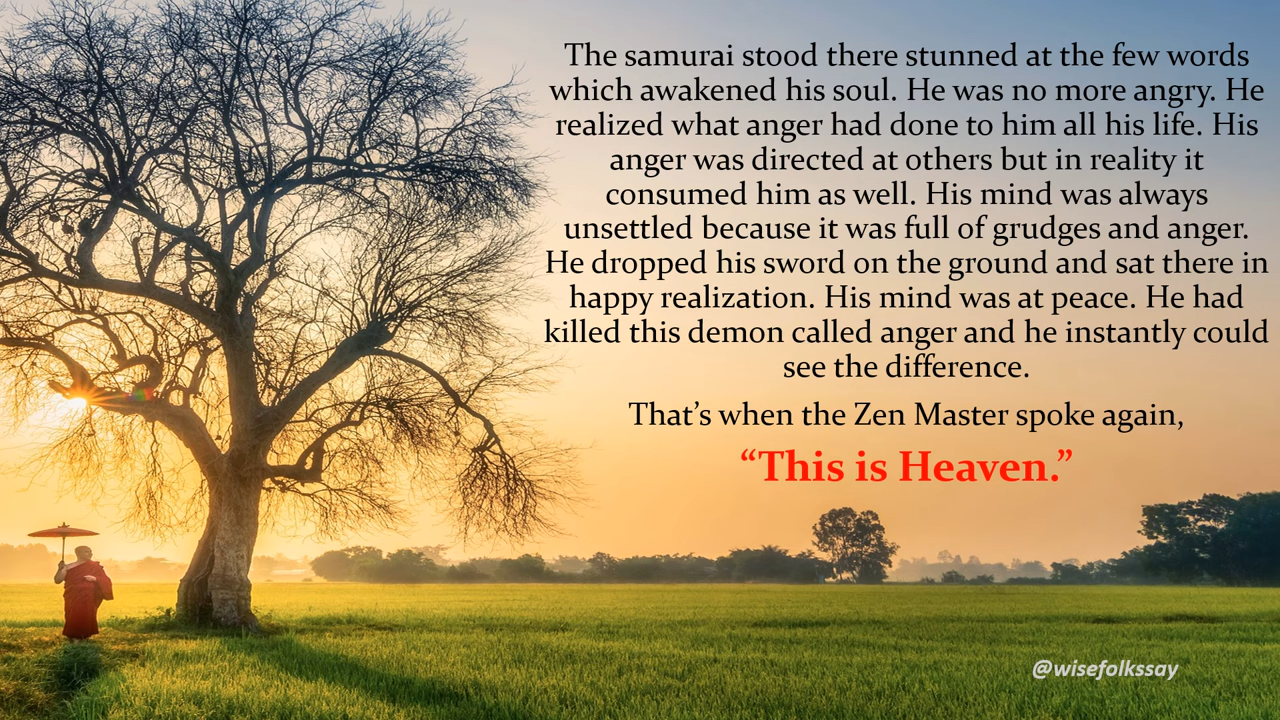 The samurai stood there stunned at the few words
which awakened his soul. He was no more angry. He
realized what anger had done to him all his life. His
anger was directed at others but in reality it
consumed him as well. His mind was always
unsettled because it was full of grudges and anger.
He dropped his sword on the ground and sat there in
happy realization. His mind was at peace. He had
killed this demon called anger and he instantly could
see the difference.
That’s when the Zen Master spoke again,
“This is Heaven.”
@wisefolkssay